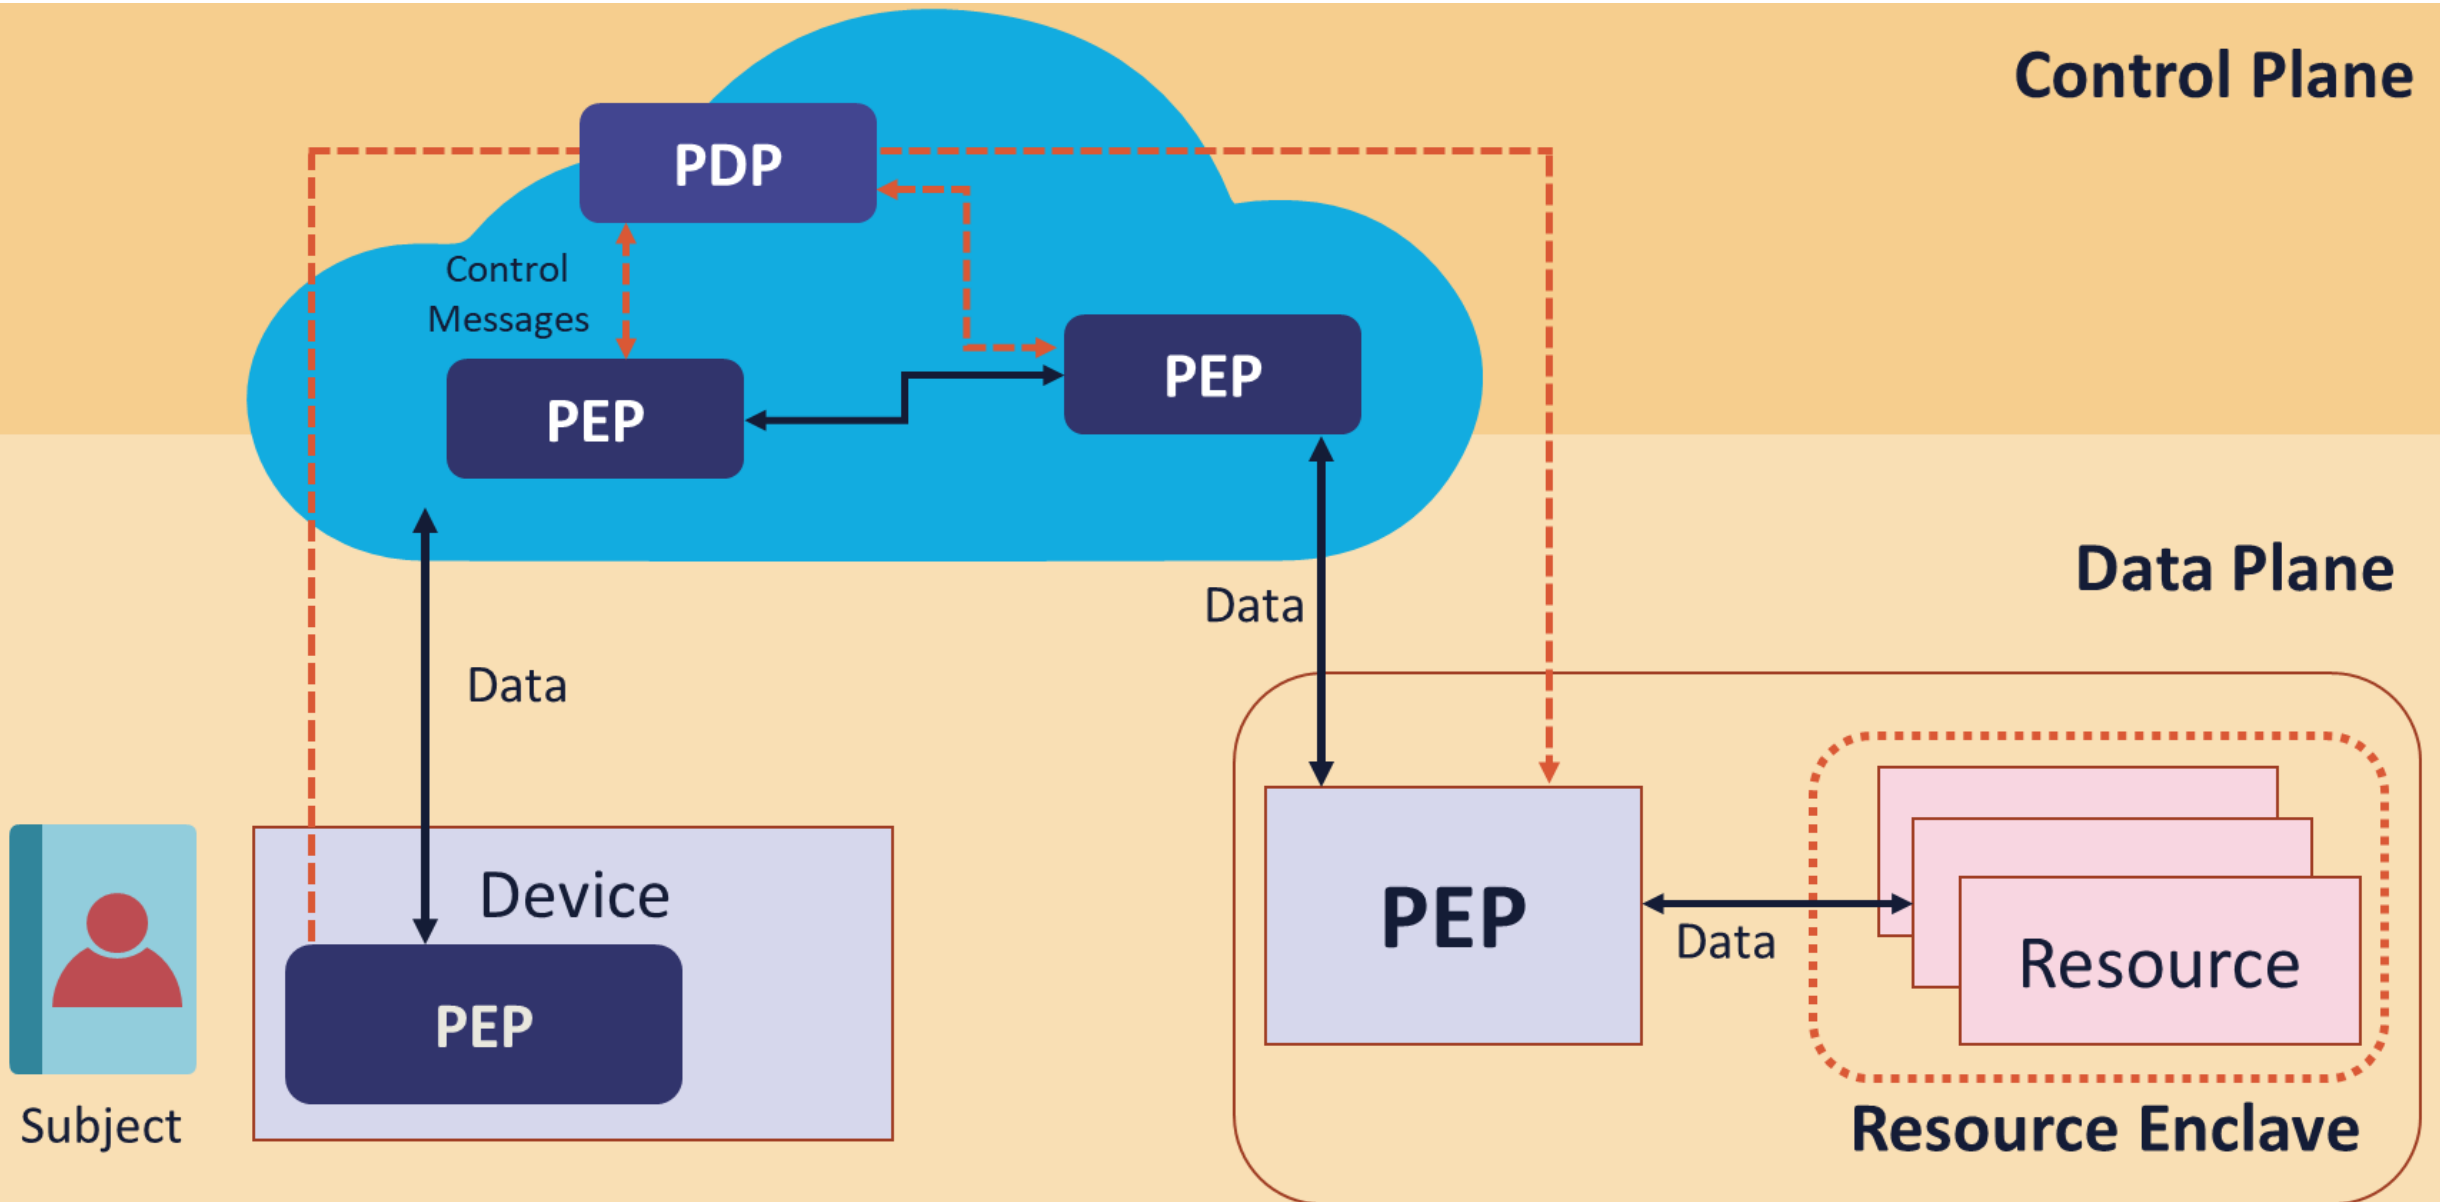 Control Plane
PDP
Control
Messages
PEP
PEP
Data Plane
Data
Data
Device
PEP
PEP
Data
Resource
Subject
Resource Enclave